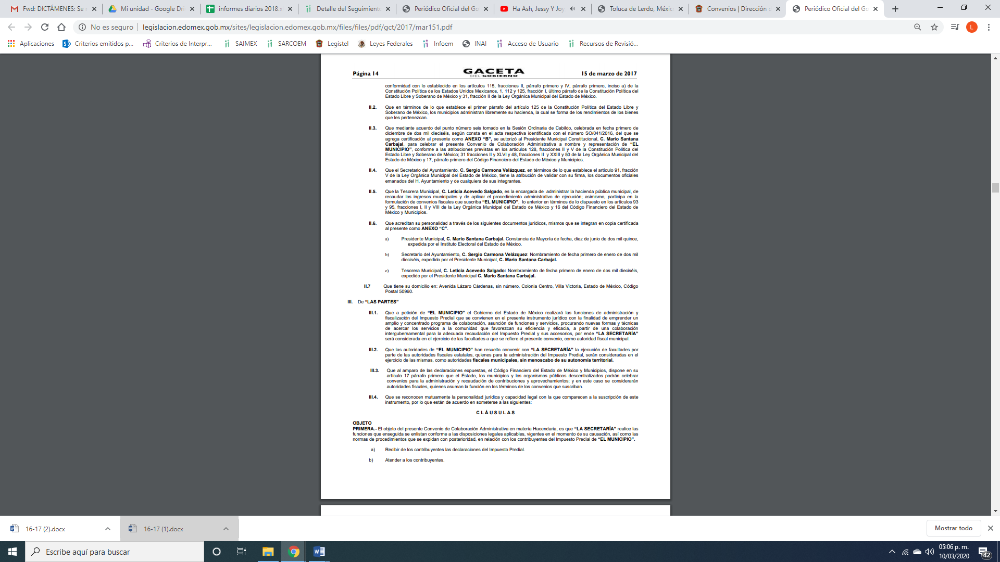 Fwd: DICTÁMENES: Se r
Mi unidad - Google Dri
informes diarios 2018.x
Detalle del Seguimient
Periódico Oficial del Go
Ha Ash, Jessy Y Joy
Toluca de Lerdo, Méxic
Convenios | Dirección d
Periódico Oficial del Go
No es seguro | legislacion.edomex.gob.mx/sites/legislacion.edomex.gob.mx/files/files/pdf/gct/2017/mar151.pdf
L
Aplicaciones
Criterios emitidos p...
Criterios de Interpr...
SAIMEX
SARCOEM
Legistel
Leyes Federales
Infoem
INAI
Acceso de Usuario
Recursos de Revisió...
Página 14
GACETA
DEL GOBIERNO
15 de marzo de 2017
conformidad con lo establecido en los artículos 115, fracciones II, párrafo primero y IV, párrafo primero, inciso a) de la
Constitución Política de los Estados Unidos Mexicanos, 1, 112 y 125, fracción I, último párrafo de la Constitución Política del
Estado Libre y Soberano de México y 31, fracción II de la Ley Orgánica Municipal del Estado de México.
II.2. Que en términos de lo que establece el primer párrafo del artículo 125 de la Constitución Política del Estado Libre y
Soberano de México, los municipios administran libremente su hacienda, la cual se forma de los rendimientos de los bienes
que les pertenezcan.
II.3. Que mediante acuerdo del punto número seis tomado en la Sesión Ordinaria de Cabildo, celebrada en fecha primero de
diciembre de dos mil dieciséis, según consta en el acta respectiva identificada con el número SO/041/2016, del que se
agrega certificación al presente como ANEXO “B”, se autorizó al Presidente Municipal Constitucional, C. Mario Santana
Carbajal, para celebrar el presente Convenio de Colaboración Administrativa a nombre y representación de “EL
MUNICIPIO”, conforme a las atribuciones previstas en los artículos 128, fracciones II y V de la Constitución Política del
Estado Libre y Soberano de México; 31 fracciones II y XLVI y 48, fracciones II y XXIII y 50 de la Ley Orgánica Municipal del
Estado de México y 17, párrafo primero del Código Financiero del Estado de México y Municipios.
II.4. Que el Secretario del Ayuntamiento, C. Sergio Carmona Velázquez, en términos de lo que establece el artículo 91, fracción
V de la Ley Orgánica Municipal del Estado de México, tiene la atribución de validar con su firma, los documentos oficiales
emanados del H. Ayuntamiento y de cualquiera de sus integrantes.
II.5. Que la Tesorera Municipal, C. Leticia Acevedo Salgado, es la encargada de administrar la hacienda pública municipal, de
recaudar los ingresos municipales y de aplicar el procedimiento administrativo de ejecución; asimismo, participa en la
formulación de convenios fiscales que suscriba “EL MUNICIPIO”, lo anterior en términos de lo dispuesto en los artículos 93
y 95, fracciones I, II y VIII de la Ley Orgánica Municipal del Estado de México y 16 del Código Financiero del Estado de
México y Municipios.
II.6. Que acreditan su personalidad a través de los siguientes documentos jurídicos, mismos que se integran en copia certificada
al presente como ANEXO “C”.
a) Presidente Municipal, C. Mario Santana Carbajal. Constancia de Mayoría de fecha, diez de junio de dos mil quince,
expedida por el Instituto Electoral del Estado de México.
b) Secretario del Ayuntamiento, C. Sergio Carmona Velázquez: Nombramiento de fecha primero de enero de dos mil
dieciséis, expedido por el Presidente Municipal, C. Mario Santana Carbajal.
c) Tesorera Municipal, C. Leticia Acevedo Salgado: Nombramiento de fecha primero de enero de dos mil dieciséis,
expedido por el Presidente Municipal C. Mario Santana Carbajal.
II.7 Que tiene su domicilio en: Avenida Lázaro Cárdenas, sin número, Colonia Centro, Villa Victoria, Estado de México, Código
Postal 50960.
III. De “LAS PARTES”
III.1. Que a petición de “EL MUNICIPIO” el Gobierno del Estado de México realizará las funciones de administración y
fiscalización del Impuesto Predial que se convienen en el presente instrumento jurídico con la finalidad de emprender un
amplio y concentrado programa de colaboración, asunción de funciones y servicios, procurando nuevas formas y técnicas
de acercar los servicios a la comunidad que favorezcan su eficiencia y eficacia, a partir de una colaboración
intergubernamental para la adecuada recaudación del Impuesto Predial y sus accesorios, por ende “LA SECRETARÍA”
será considerada en el ejercicio de las facultades a que se refiere el presente convenio, como autoridad fiscal municipal.
III.2. Que las autoridades de “EL MUNICIPIO” han resuelto convenir con “LA SECRETARÍA” la ejecución de facultades por
parte de las autoridades fiscales estatales, quienes para la administración del Impuesto Predial, serán consideradas en el
ejercicio de las mismas, como autoridades fiscales municipales, sin menoscabo de su autonomía territorial.
III.3. Que al amparo de las declaraciones expuestas, el Código Financiero del Estado de México y Municipios, dispone en su
artículo 17 párrafo primero que el Estado, los municipios y los organismos públicos descentralizados podrán celebrar
convenios para la administración y recaudación de contribuciones y aprovechamientos; y en este caso se considerarán
autoridades fiscales, quienes asuman la función en los términos de los convenios que suscriban.
III.4. Que se reconocen mutuamente la personalidad jurídica y capacidad legal con la que comparecen a la suscripción de este
instrumento, por lo que están de acuerdo en someterse a las siguientes:
C L Á U S U L A S
OBJETO
PRIMERA.- El objeto del presente Convenio de Colaboración Administrativa en materia Hacendaria, es que “LA SECRETARÍA” realice las
funciones que enseguida se enlistan conforme a las disposiciones legales aplicables, vigentes en el momento de su causación, así como las
normas de procedimientos que se expidan con posterioridad, en relación con los contribuyentes del Impuesto Predial de “EL MUNICIPIO”.
a) Recibir de los contribuyentes las declaraciones del Impuesto Predial.
b) Atender a los contribuyentes.
16-17 (2).docx
16-17 (1).docx
Mostrar todo
Escribe aquí para buscar
05:06 p. m.
10/03/2020
42